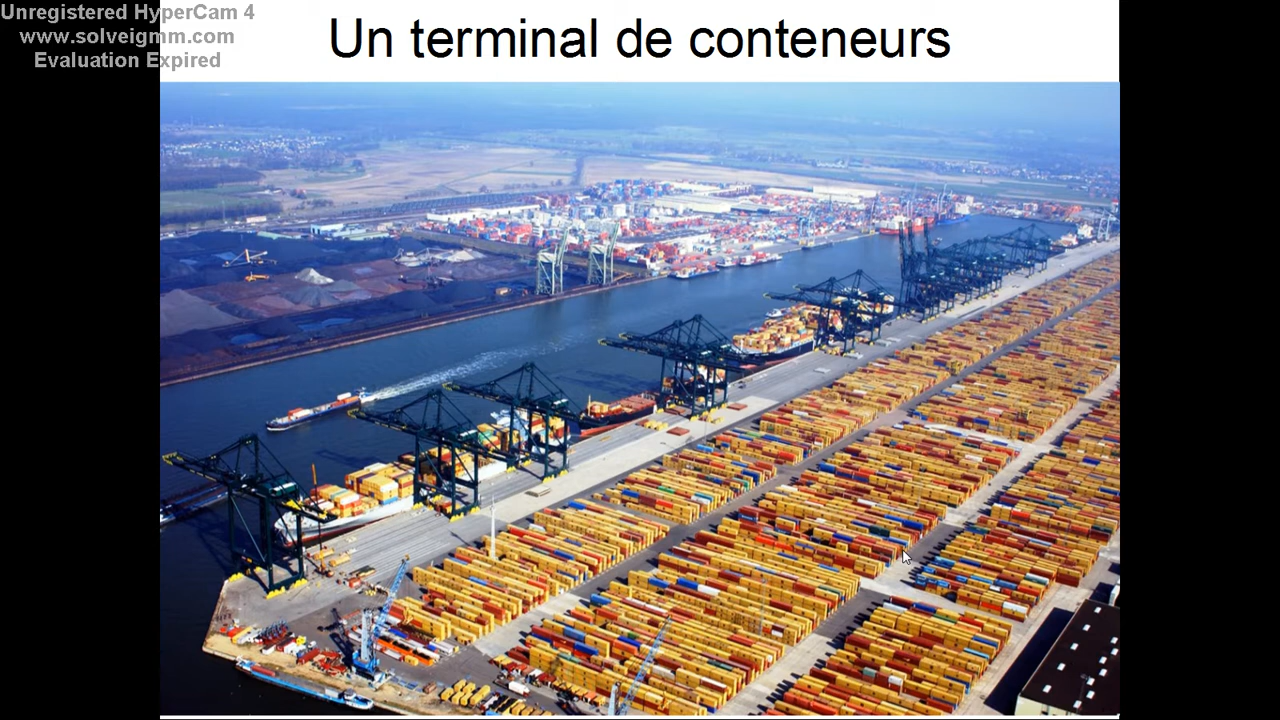 Unregistered HyperCam 4
www.solveigmm.com
Evaluation Expired
Un terminal de conteneurs